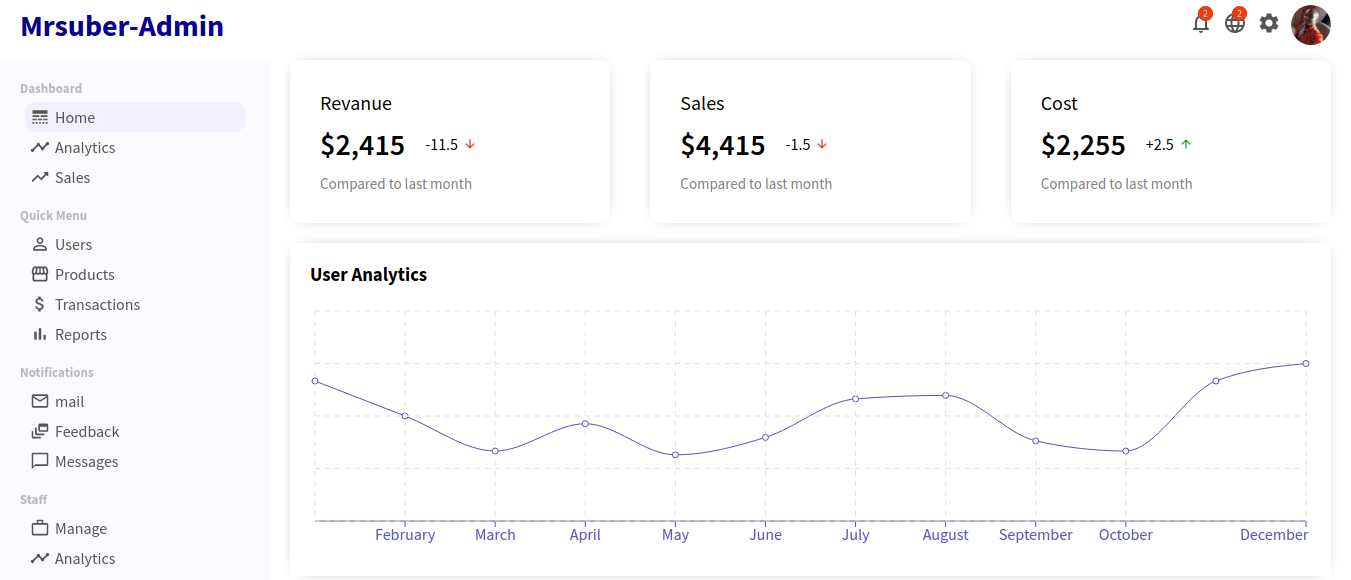 Mrsuber-Admin
2
2
Dashboard
Home
Analytics
Sales
Quick Menu
Users
Products
Transactions
Reports
Notifications
mail
Feedback
Messages
Staff
Manage
Analytics
Revanue
$2,415 -11.5
Compared to last month
Sales
$4,415 -1.5
Compared to last month
Cost
$2,255 +2.5
Compared to last month
User Analytics
February March April May June July August September October December